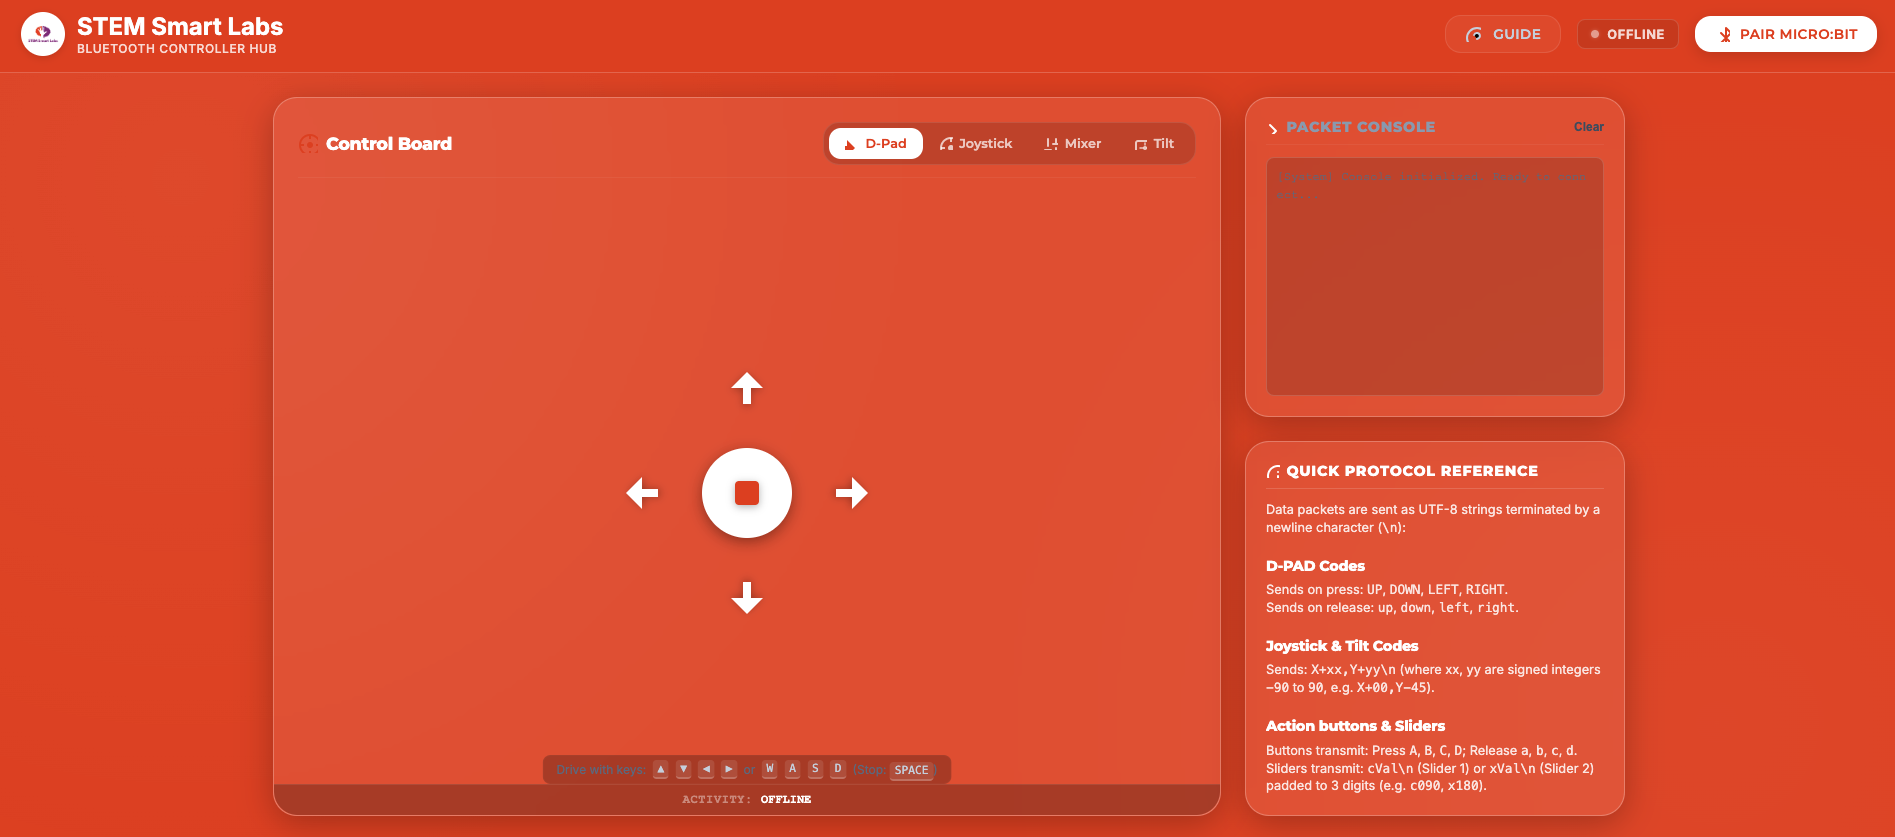 STEM Smart Labs
BLUETOOTH CONTROLLER HUB
GUIDE
OFFLINE
PAIR MICRO:BIT
Control Board
D-Pad
Joystick
Mixer
Tilt
Drive with keys: ▲ ▼ ◀ ▶ or W A S D (Stop: SPACE)
ACTIVITY: OFFLINE
PACKET CONSOLE
Clear
QUICK PROTOCOL REFERENCE
Data packets are sent as UTF-8 strings terminated by a
newline character (\n):
D-PAD Codes
Sends on press: UP, DOWN, LEFT, RIGHT.
Sends on release: up, down, left, right.
Joystick & Tilt Codes
Sends: X+xx,Y+yy\n (where xx, yy are signed integers
-90 to 90, e.g. X+00,Y-45).
Action buttons & Sliders
Buttons transmit: Press A, B, C, D; Release a, b, c, d.
Sliders transmit: cVal\n (Slider 1) or xVal\n (Slider 2)
padded to 3 digits (e.g. c090, x180).